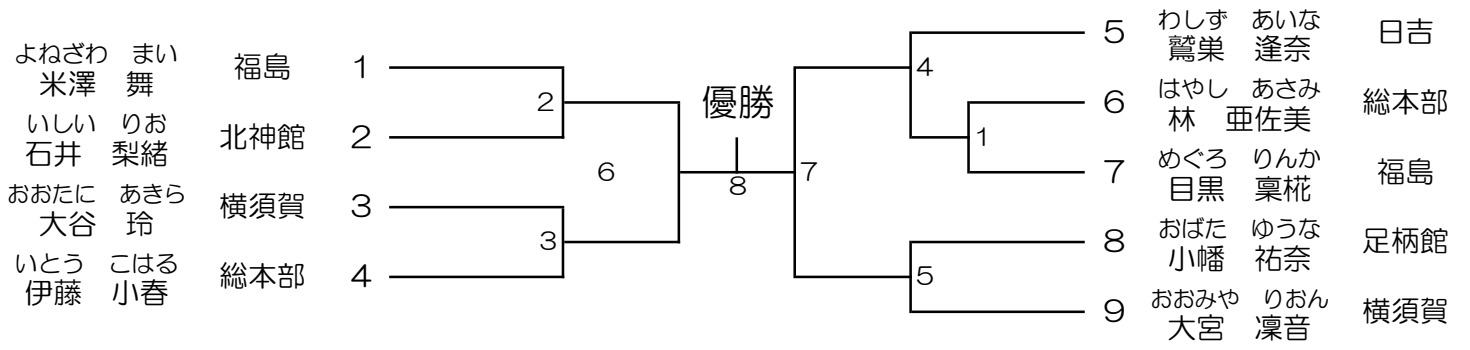 よねざわ　まい
米澤　舞　福島　1
いしい　りお
石井　梨緒　北神館　2
おおたに　あきら
大谷　玲　横須賀　3
いとう　こはる
伊藤　小春　総本部　4
2
3
6
優勝
8
7
4
1
5
5　わしず　あいな　日吉
鷲巣　逢奈
6　はやし　あさみ　総本部
林　亜佐美
7　めぐろ　りんか　福島
目黒　稟椛
8　おばた　ゆうな　足柄館
小幡　祐奈
9　おおみや　りおん　横須賀
大宮　凜音